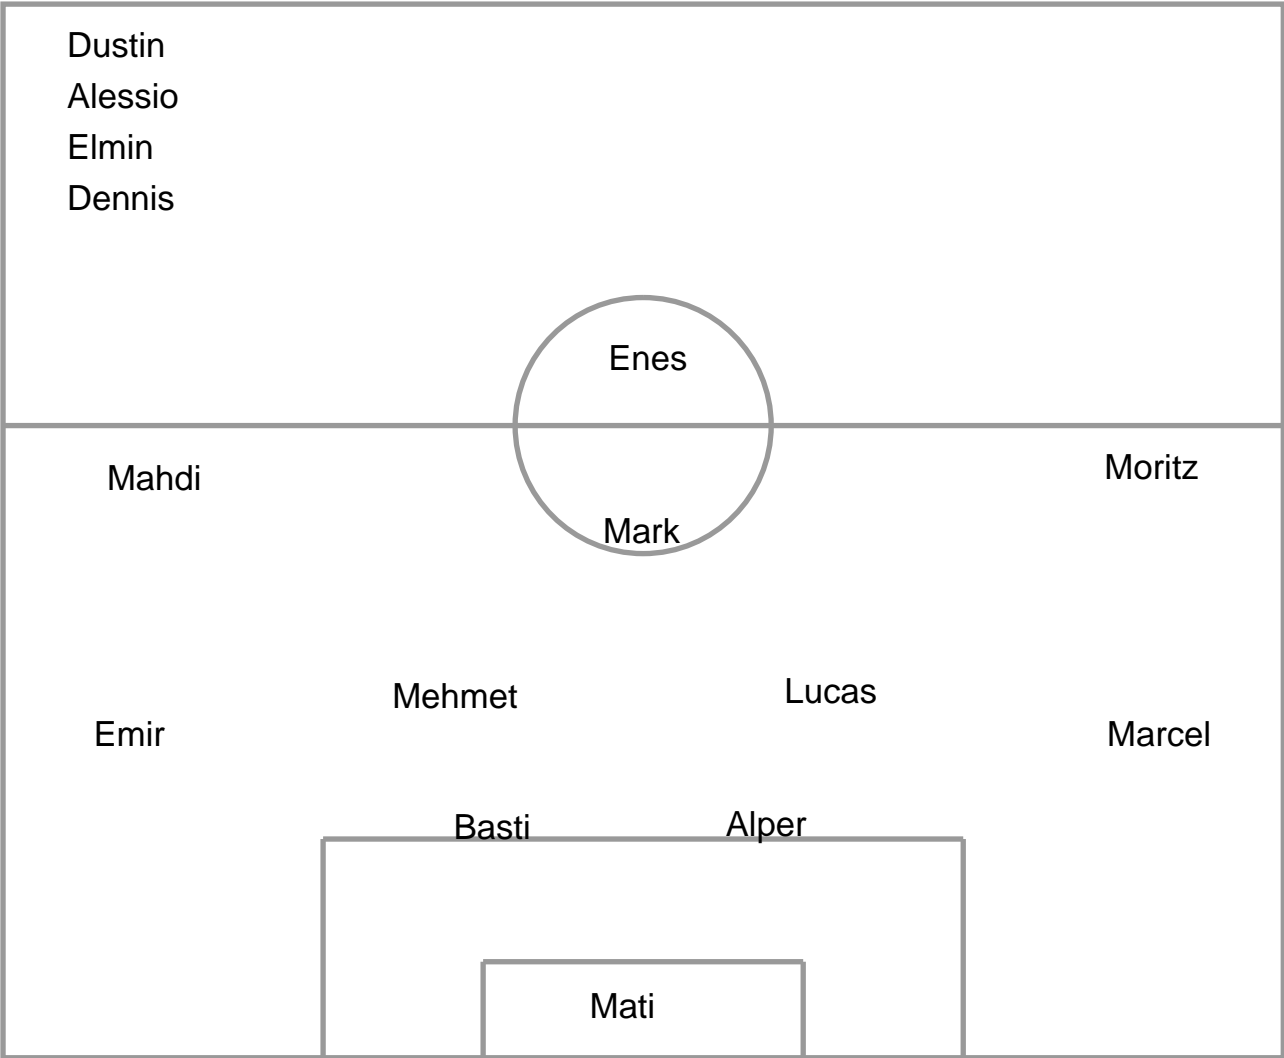 Dustin
Alessio
Elmin
Dennis
Enes
Mahdi
Moritz
Mark
Mehmet
Lucas
Emir
Marcel
Basti
Alper
Mati